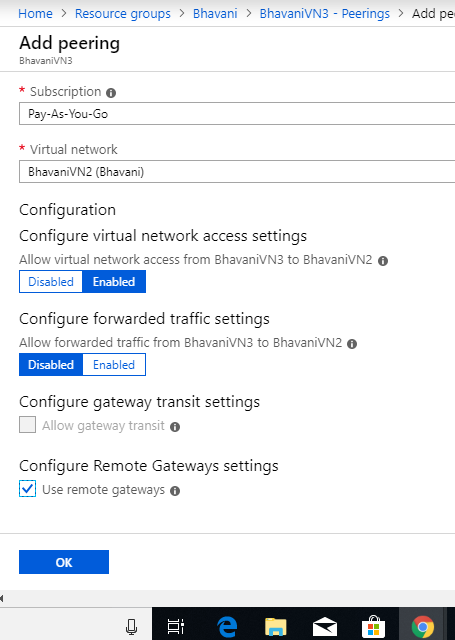 Home > Resource groups > Bhavani > BhavaniVN3 - Peerings > Add pe
Add peering
BhavaniVN3
* Subscription
Pay-As-You-Go
* Virtual network
BhavaniVN2 (Bhavani)
Configuration
Configure virtual network access settings
Allow virtual network access from BhavaniVN3 to BhavaniVN2
Disabled Enabled
Configure forwarded traffic settings
Allow forwarded traffic from BhavaniVN3 to BhavaniVN2
Disabled Enabled
Configure gateway transit settings
Allow gateway transit
Configure Remote Gateways settings
Use remote gateways
OK